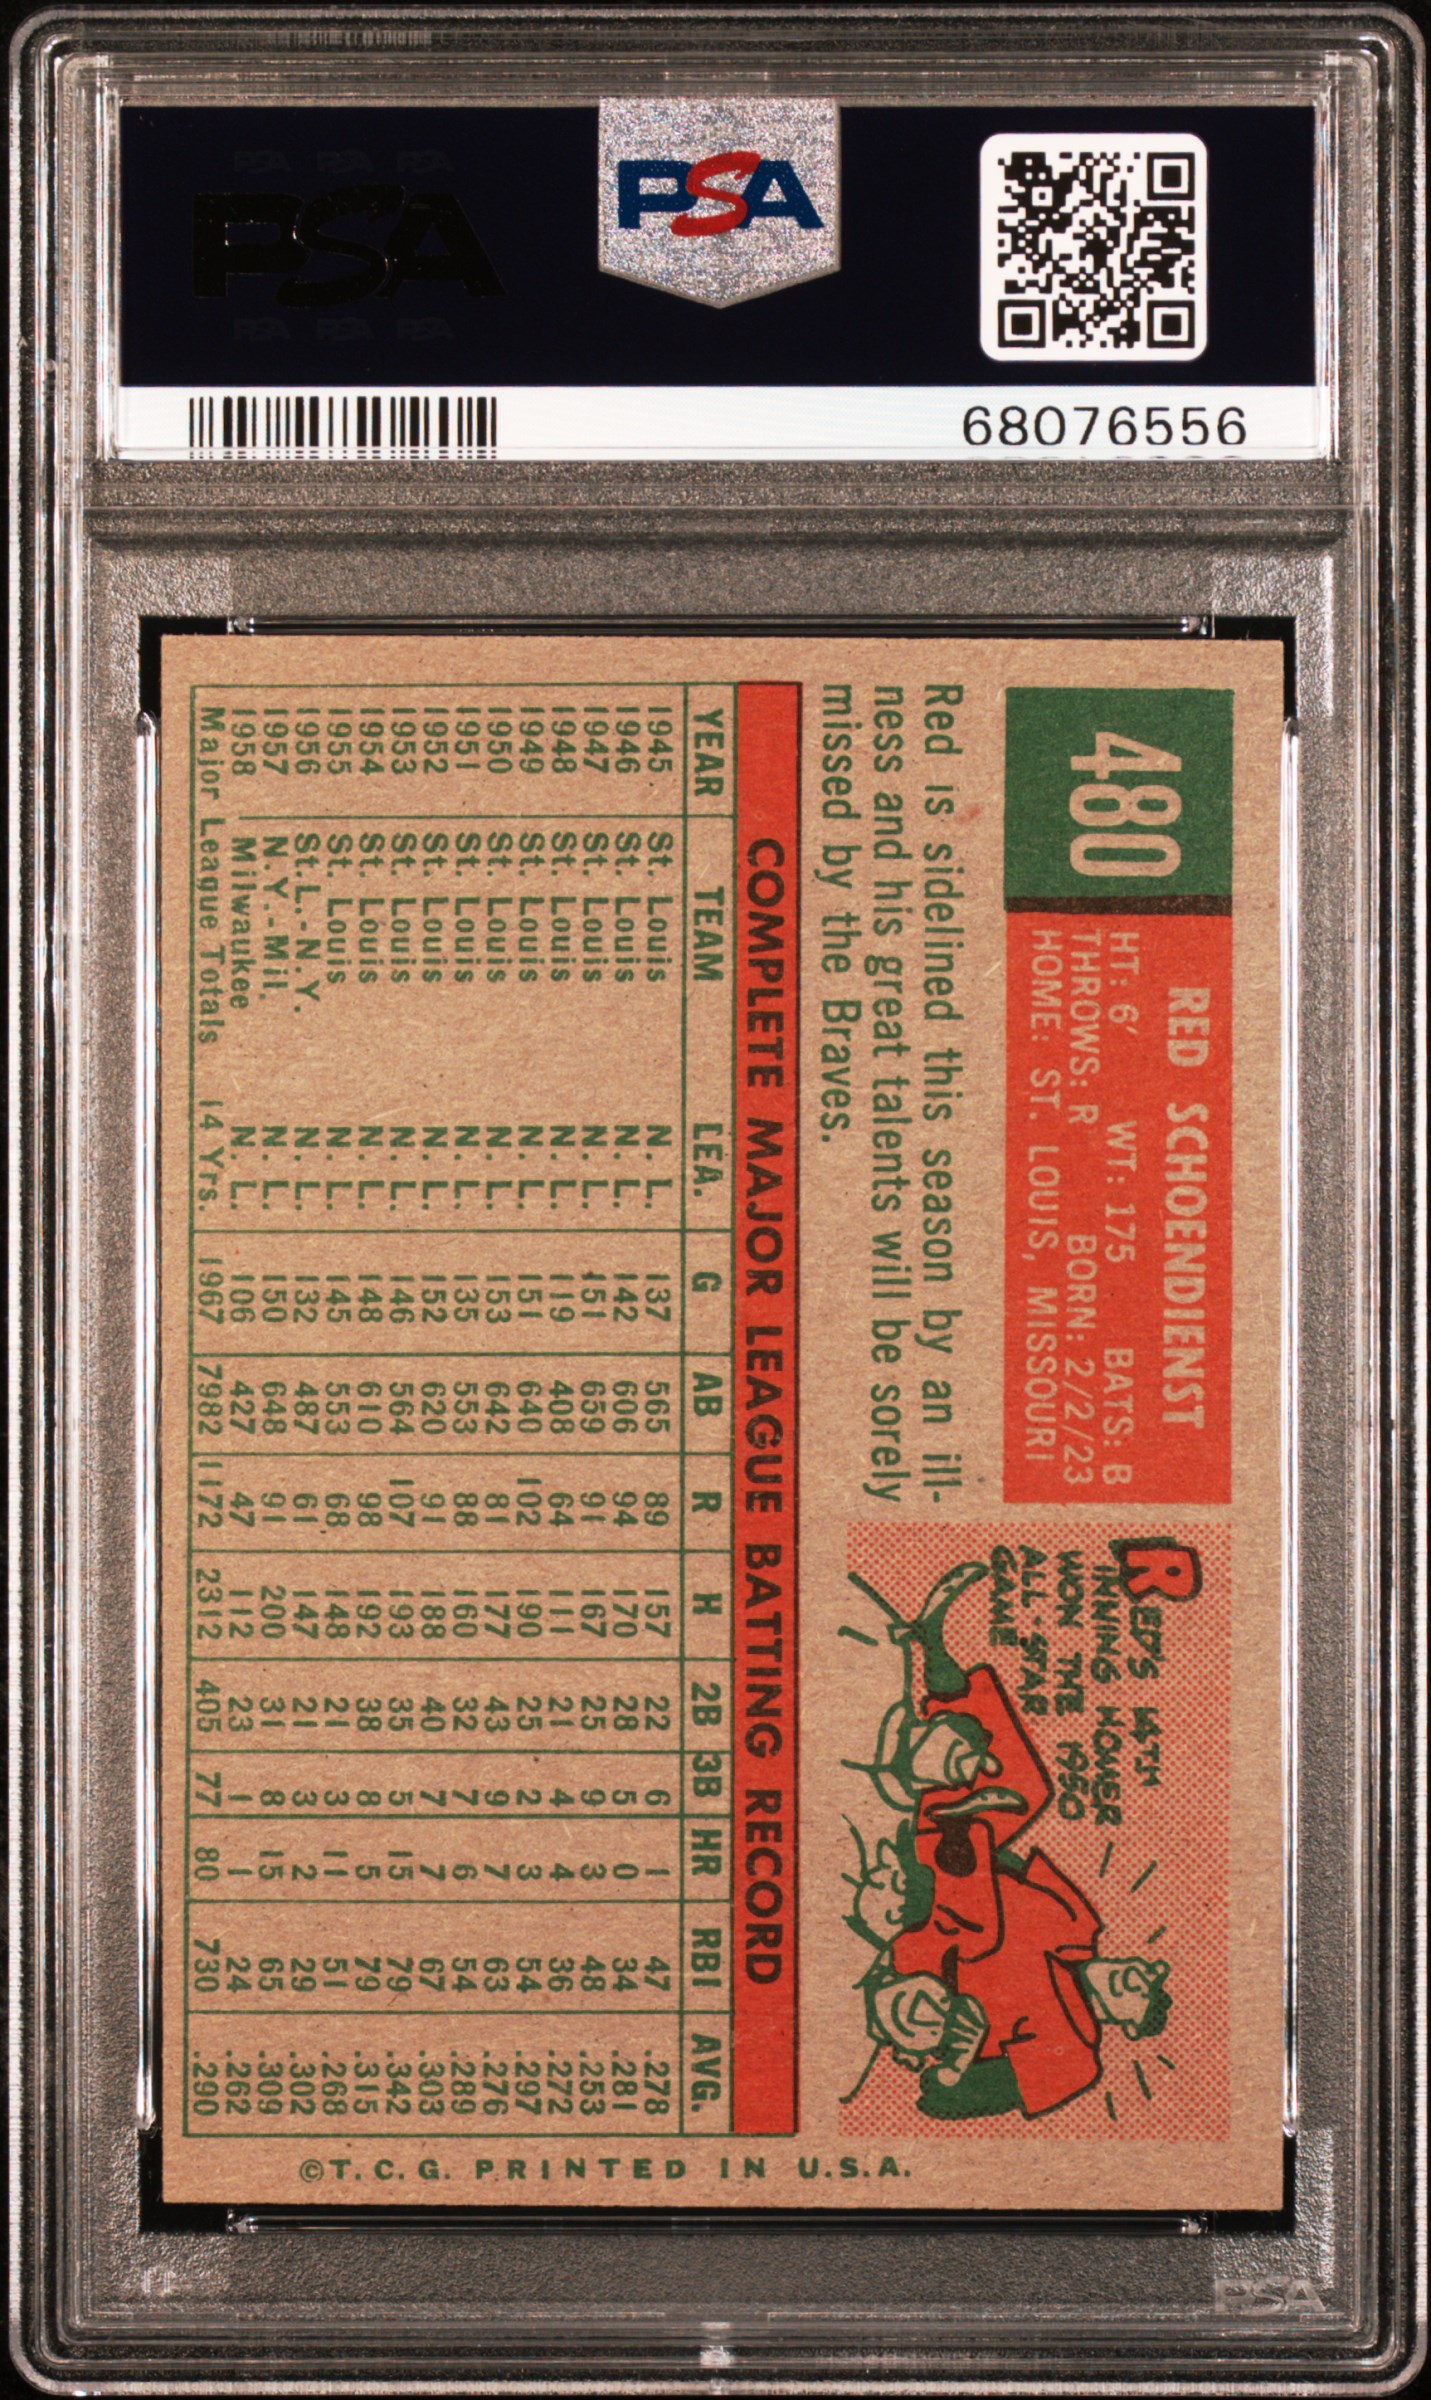 PSA
PSA
68076556
480
RED SCHOENDIENST
HT: 6' WT: 175 BATS: B
THROWS: R BORN: 2/2/23
HOME: ST. LOUIS, MISSOURI
Red is sidelined this season by an ill-
ness and his great talents will be sorely
missed by the Braves.
RED'S 14TH
INNING HOMER
WON THE 1950
ALL-STAR
GAME
COMPLETE MAJOR LEAGUE BATTING RECORD
YEAR TEAM LEA. G AB R H 2B 3B HR RBI AVG.
1945 St. Louis N. L. 137 565 89 157 22 6 1 47 .278
1946 St. Louis N. L. 142 606 94 170 28 5 0 34 .281
1947 St. Louis N. L. 151 659 91 167 25 9 3 48 .253
1948 St. Louis N. L. 119 408 64 111 21 4 4 36 .272
1949 St. Louis N. L. 151 640 102 190 25 2 3 54 .297
1950 St. Louis N. L. 153 642 81 177 43 9 7 63 .276
1951 St. Louis N. L. 135 553 88 160 32 7 6 54 .289
1952 St. Louis N. L. 152 620 91 188 40 7 7 67 .303
1953 St. Louis N. L. 146 564 107 193 35 5 15 79 .342
1954 St. Louis N. L. 148 610 98 192 38 8 5 79 .315
1955 St. Louis N. L. 145 553 68 148 21 3 11 51 .268
1956 St.L.-N.Y. N. L. 132 487 61 147 21 3 2 29 .302
1957 N.Y.-Mil. N. L. 150 648 91 200 31 8 15 65 .309
1958 Milwaukee N. L. 106 427 47 112 23 1 1 24 .262
Major League Totals 14 Yrs. 1967 7982 1172 2312 405 77 80 730 .290
©T.C.G. PRINTED IN U.S.A.
PSA